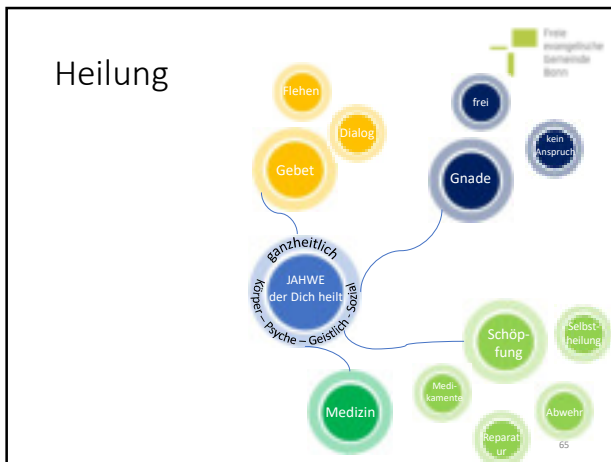 Heilung
Freie
evangelische
Gemeinde
Bonn
Flehen
Dialog
Gebet
frei
kein
Anspruch
Gnade
ganzheitlich
JAHWE
der Dich heilt
Körper – Psyche – Geistlich - Sozial
Schöp-
fung
Selbst-
heilung
Medi-
kamente
Abwehr
Reparat
ur
Medizin
65